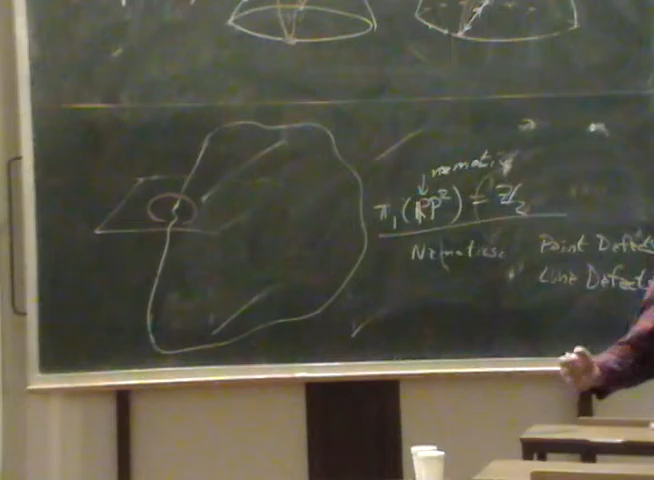 nematic
π₁(RP²) = Z₂
Nematics: Point Defects
Line Defects